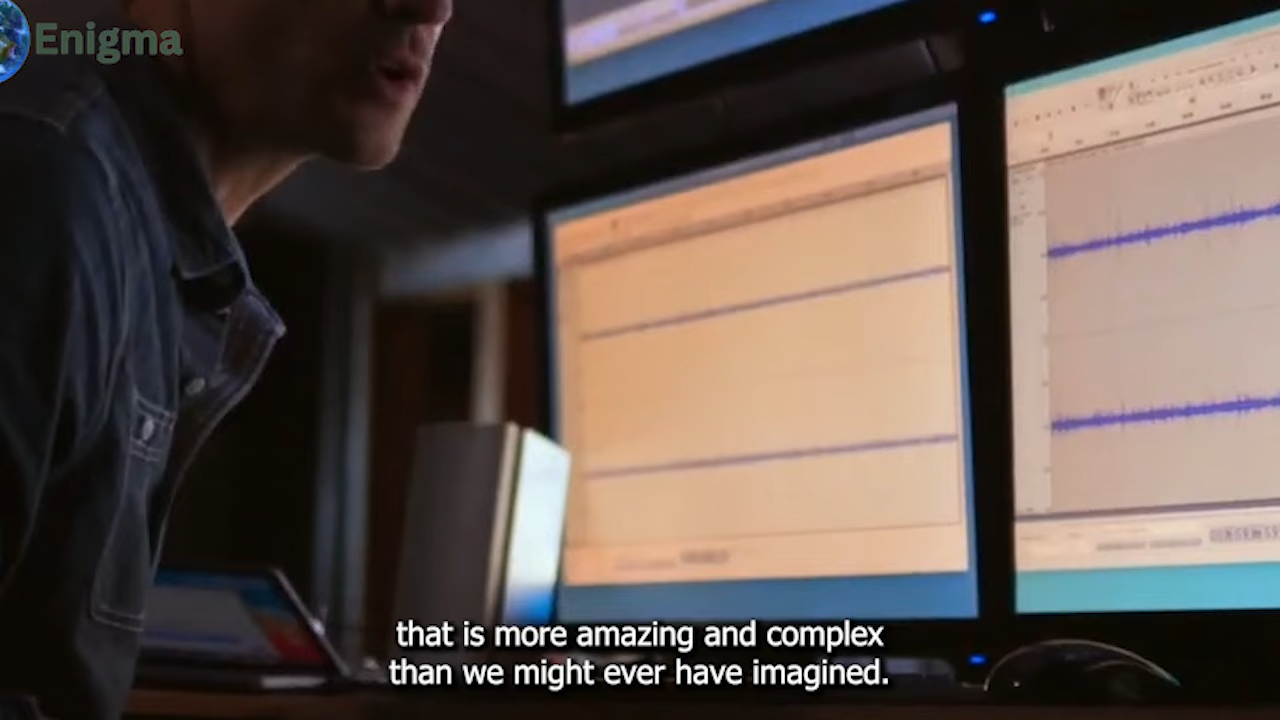 Enigma
that is more amazing and complex
than we might ever have imagined.